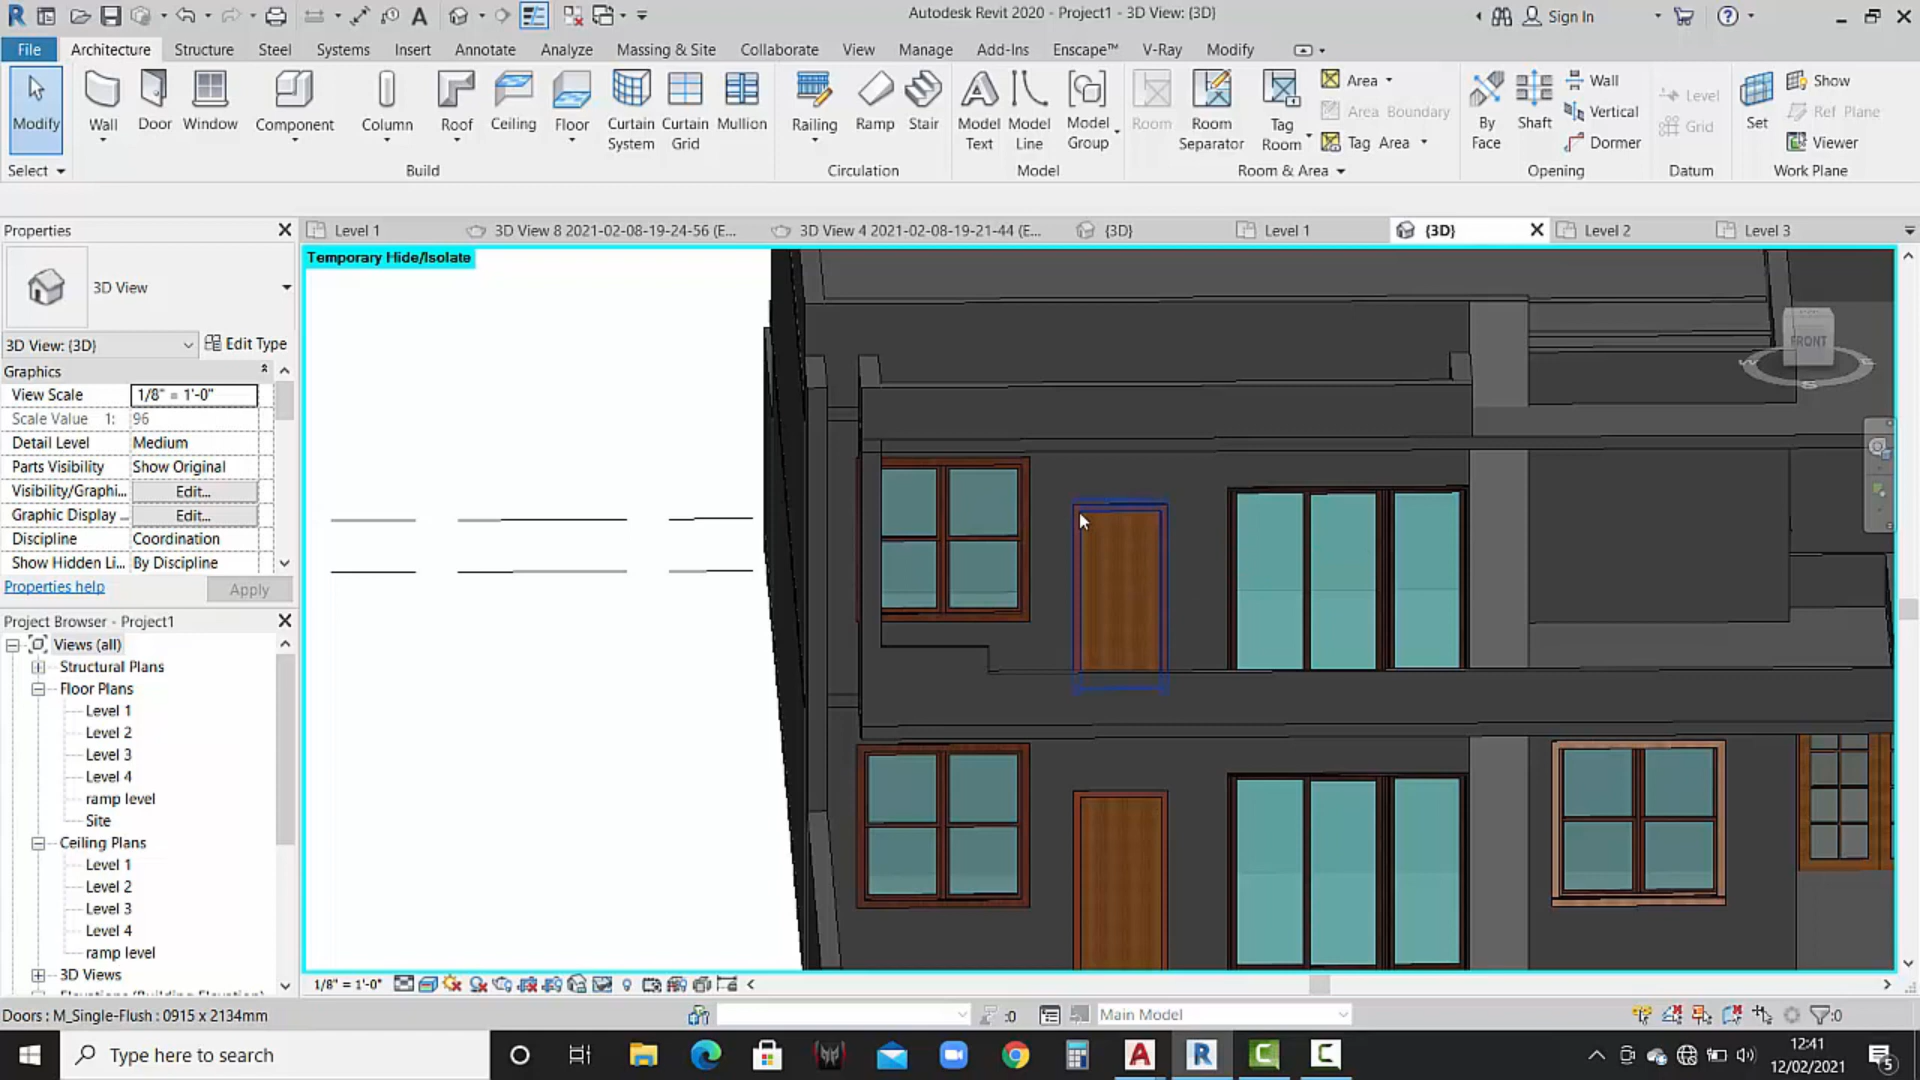 Autodesk Revit 2020 - Project1 - 3D View: {3D}
Sign In
File Architecture Structure Steel Systems Insert Annotate Analyze Massing & Site Collaborate View Manage Add-Ins Enscape™ V-Ray Modify
Modify
Wall
Door
Window
Component
Column
Roof
Ceiling
Floor
Curtain System
Curtain Grid
Mullion
Railing
Ramp
Stair
Model Text
Model Line
Model Group
Room
Room Separator
Tag Room
Area
Area Boundary
Tag Area
By Face
Shaft
Wall
Vertical
Dormer
Level
Grid
Set
Show
Ref Plane
Viewer
Select Build Circulation Model Room & Area Opening Datum Work Plane
Properties
Level 1
3D View 8 2021-02-08-19-24-56 (E...
3D View 4 2021-02-08-19-21-44 (E...
{3D}
Level 1
{3D}
Level 2
Level 3
Temporary Hide/Isolate
3D View
3D View: {3D}
Edit Type
Graphics
View Scale 1/8" = 1'-0"
Scale Value 1: 96
Detail Level Medium
Parts Visibility Show Original
Visibility/Graphi... Edit...
Graphic Display ... Edit...
Discipline Coordination
Show Hidden Li... By Discipline
Properties help
Apply
FRONT
W
S
Project Browser - Project1
Views (all)
Structural Plans
Floor Plans
Level 1
Level 2
Level 3
Level 4
ramp level
Site
Ceiling Plans
Level 1
Level 2
Level 3
Level 4
ramp level
3D Views
Elevations (Building Elevation)
1/8" = 1'-0"
Doors : M_Single-Flush : 0915 x 2134mm
:0
Main Model
:0
Type here to search
12:41
12/02/2021
5